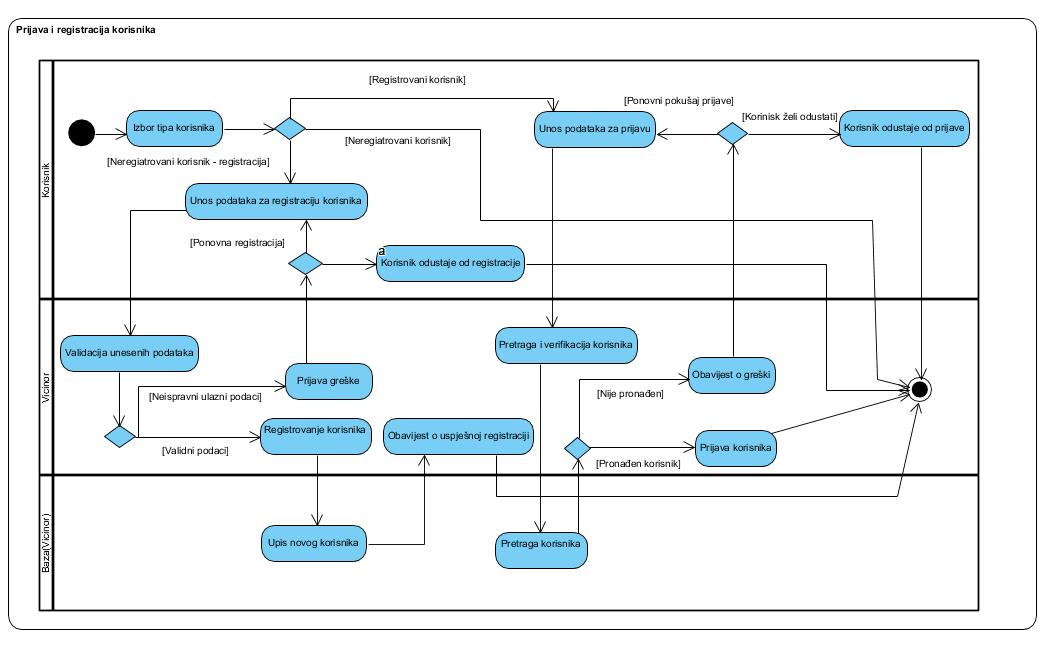 Prijava i registracija korisnika
[Registrovani korisnik]
[Ponovni pokušaj prijave]
[Korinisk želi odustati]
Izbor tipa korisnika
Unos podataka za prijavu
Korisnik odustaje od prijave
[Neregiatrovani korisnik]
[Neregiatrovani korisnik - registracija]
Korisnik
Unos podataka za registraciju korisnika
[Ponovna registracija]
a
Korisnik odustaje od registracije
Vicinor
Validacija unesenih podataka
Pretraga i verifikacija korisnika
Prijava greške
Obavijest o greški
[Neispravni ulazni podaci]
[Nije pronađen]
Registrovanje korisnika
Obavijest o uspješnoj registraciji
Prijava korisnika
[Validni podaci]
[Pronađen korisnik]
Baza(Vicinor)
Upis novog korisnika
Pretraga korisnika